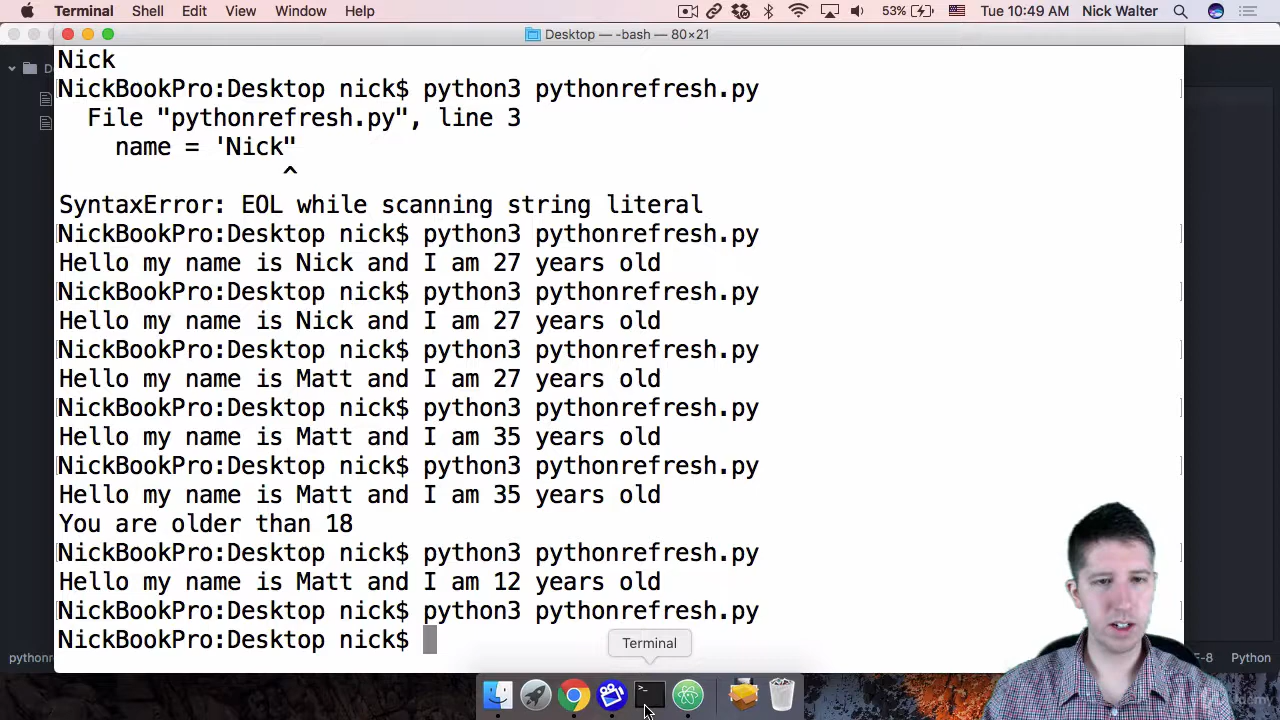 Terminal Shell Edit View Window Help 53% Tue 10:49 AM Nick Walter
Desktop — -bash — 80×21
D
Nick
NickBookPro:Desktop nick$ python3 pythonrefresh.py
File "pythonrefresh.py", line 3
name = 'Nick"
^
SyntaxError: EOL while scanning string literal
NickBookPro:Desktop nick$ python3 pythonrefresh.py
Hello my name is Nick and I am 27 years old
NickBookPro:Desktop nick$ python3 pythonrefresh.py
Hello my name is Nick and I am 27 years old
NickBookPro:Desktop nick$ python3 pythonrefresh.py
Hello my name is Matt and I am 27 years old
NickBookPro:Desktop nick$ python3 pythonrefresh.py
Hello my name is Matt and I am 35 years old
NickBookPro:Desktop nick$ python3 pythonrefresh.py
Hello my name is Matt and I am 35 years old
You are older than 18
NickBookPro:Desktop nick$ python3 pythonrefresh.py
Hello my name is Matt and I am 12 years old
NickBookPro:Desktop nick$ python3 pythonrefresh.py
NickBookPro:Desktop nick$
Terminal
pythonr F-8 Python
>_